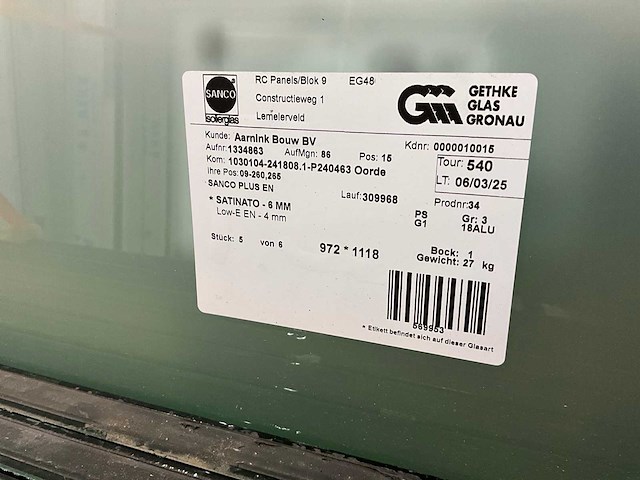 SANCO
isolierglas
RC Panels/Blok 9 EG48
Constructieweg 1
Lemelerveld
GETHKE
GLAS
GRONAU
Kunde: Aarnink Bouw BV
Kdnr: 0000010015
Aufnr:1334863 AufMgn: 86 Pos: 15
Tour: 540
Kom: 1030104-241808.1-P240463 Oorde
LT: 06/03/25
Ihre Pos:09-260,265
SANCO PLUS EN
Lauf:309968
Prodnr:34
* SATINATO - 6 MM
PS Gr: 3
Low-E EN - 4 mm
G1 18ALU
Stück: 5 von 6
972 * 1118
Bock: 1
Gewicht: 27 kg
569953
* Etikett befindet sich auf dieser Glasart